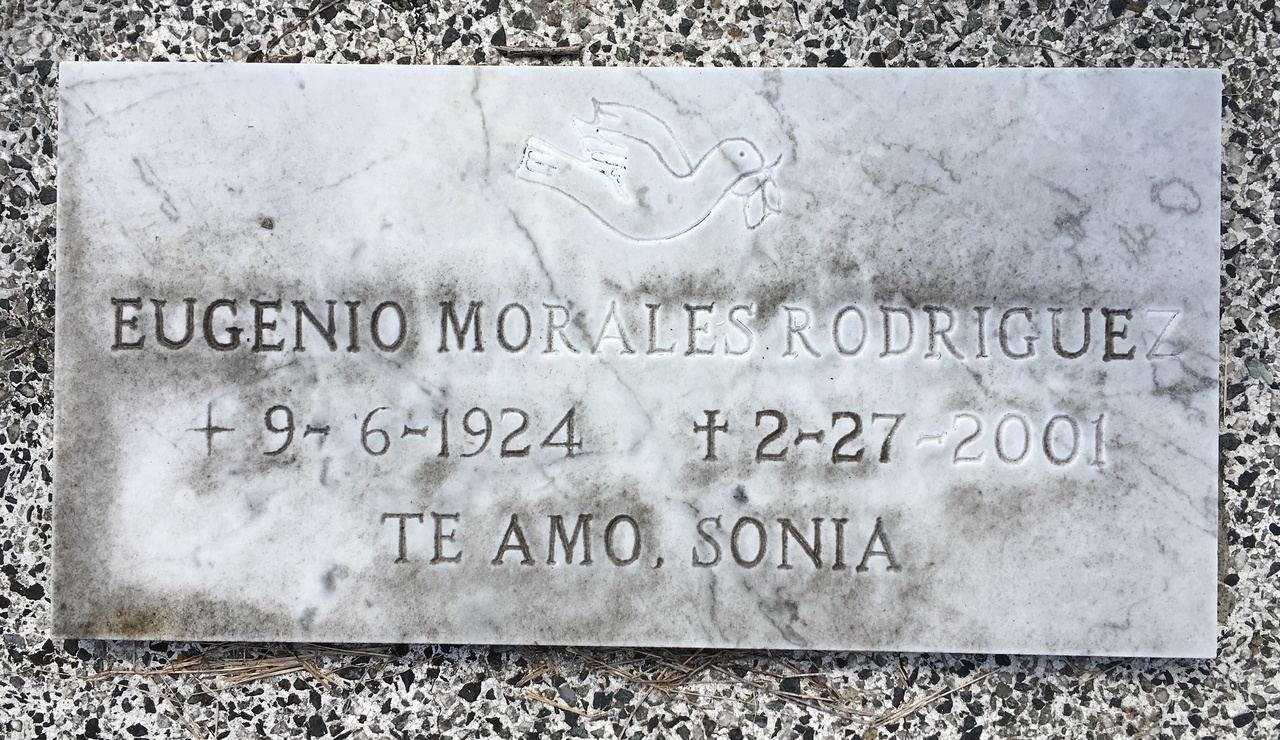 EUGENIO MORALES RODRIGUEZ
+ 9-6-1924 ✝ 2-27-2001
TE AMO, SONIA